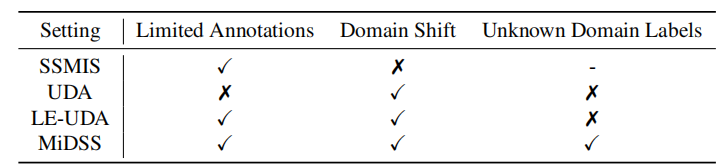 Setting Limited Annotations Domain Shift Unknown Domain Labels
SSMIS ✓ ✗ -
UDA ✗ ✓ ✗
LE-UDA ✓ ✓ ✗
MiDSS ✓ ✓ ✓